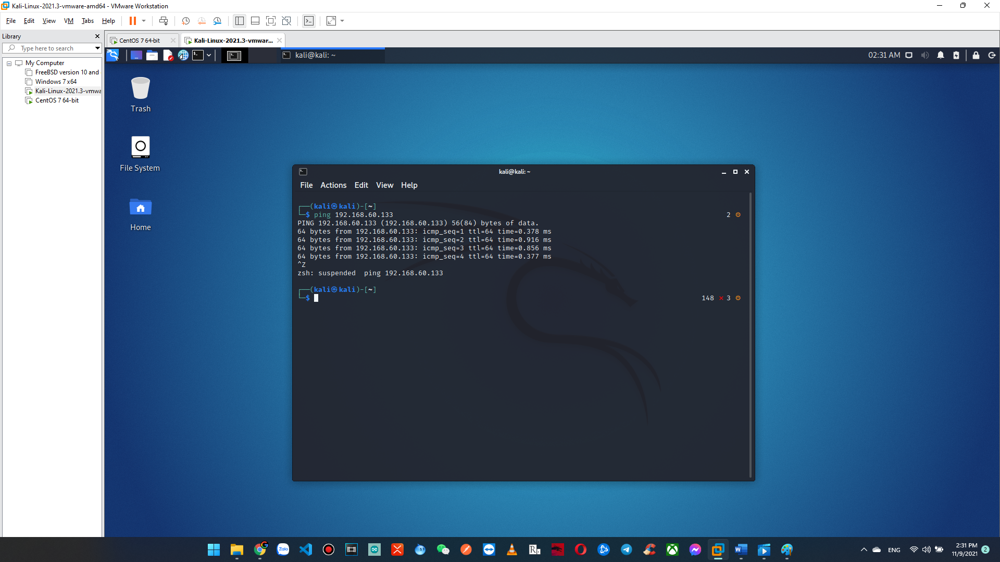 Kali-Linux-2021.3-vmware-amd64 - VMware Workstation
File Edit View VM Tabs Help
Library
Type here to search
My Computer
FreeBSD version 10 and
Windows 7 x64
Kali-Linux-2021.3-vmwa
CentOS 7 64-bit
CentOS 7 64-bit
Kali-Linux-2021.3-vmwar...
kali@kali: ~
02:31 AM
Trash
File System
Home
kali@kali: ~
File Actions Edit View Help
┌──(kali㉿kali)-[~]
└─$ ping 192.168.60.133 2 ⚙
PING 192.168.60.133 (192.168.60.133) 56(84) bytes of data.
64 bytes from 192.168.60.133: icmp_seq=1 ttl=64 time=0.378 ms
64 bytes from 192.168.60.133: icmp_seq=2 ttl=64 time=0.916 ms
64 bytes from 192.168.60.133: icmp_seq=3 ttl=64 time=0.856 ms
64 bytes from 192.168.60.133: icmp_seq=4 ttl=64 time=0.377 ms
^Z
zsh: suspended  ping 192.168.60.133
┌──(kali㉿kali)-[~]
└─$ 148 ⨯ 3 ⚙
Zalo
ENG
2:31 PM
11/9/2021
2